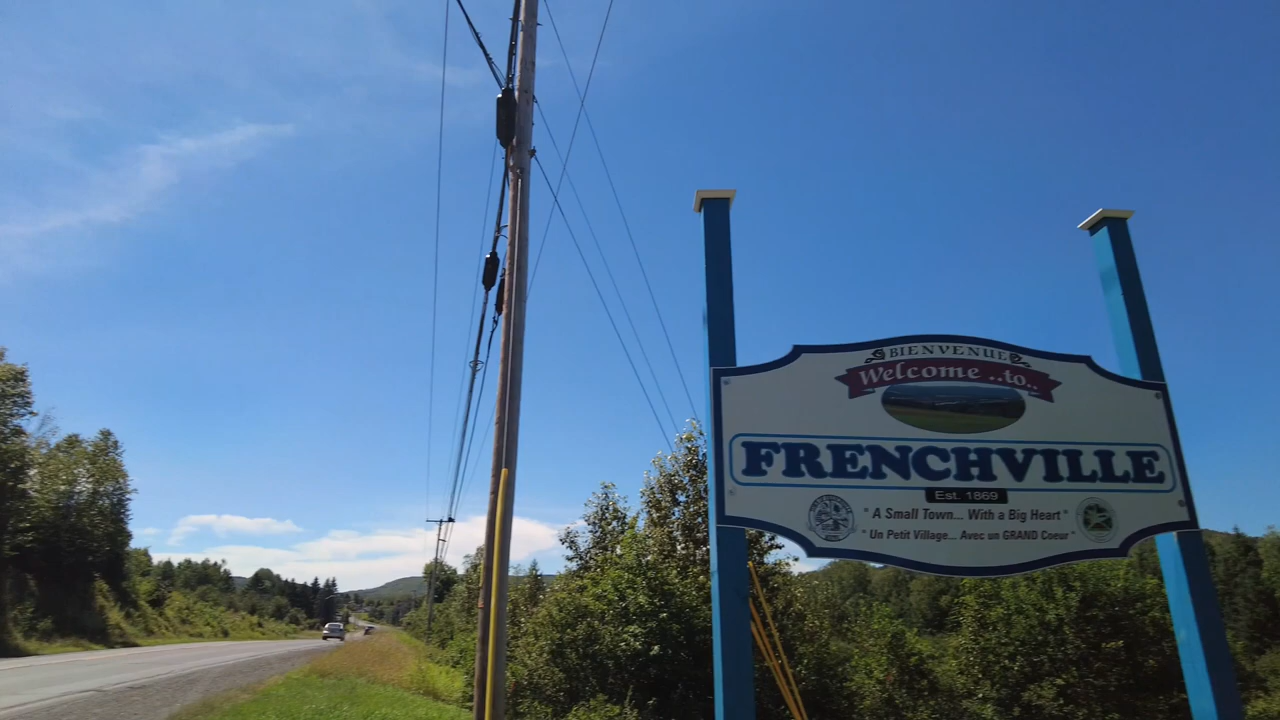 BIENVENUE
Welcome ..to..
FRENCHVILLE
Est. 1869
" A Small Town... With a Big Heart "
" Un Petit Village... Avec un GRAND Coeur "